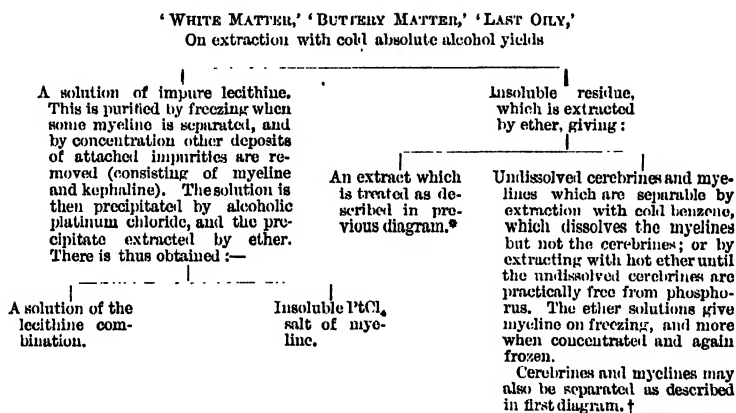 'WHITE MATTER,' 'BUTTERY MATTER,' 'LAST OILY,'
On extraction with cold absolute alcohol yields
A solution of impure lecithine.
This is purified by freezing when
some myeline is separated, and
by concentration other deposits
of attached impurities are re-
moved (consisting of myeline
and kephaline). The solution is
then precipitated by alcoholic
platinum chloride, and the pre-
cipitate extracted by ether.
There is thus obtained :—
A solution of the
lecithine com-
bination.
Insoluble PtCl₄
salt of mye-
line.
Insoluble residue,
which is extracted
by ether, giving :
An extract which
is treated as de-
scribed in pre-
vious diagram.*
Undissolved cerebrines and mye-
lines which are separable by
extraction with cold benzene,
which dissolves the myelines
but not the cerebrines; or by
extracting with hot ether until
the undissolved cerebrines are
practically free from phospho-
rus. The ether solutions give
myeline on freezing, and more
when concentrated and again
frozen.
Cerebrines and myelines may
also be separated as described
in first diagram.†